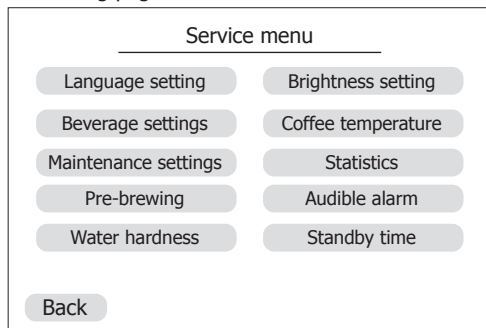 Service menu
Language setting
Brightness setting
Beverage settings
Coffee temperature
Maintenance settings
Statistics
Pre-brewing
Audible alarm
Water hardness
Standby time
Back